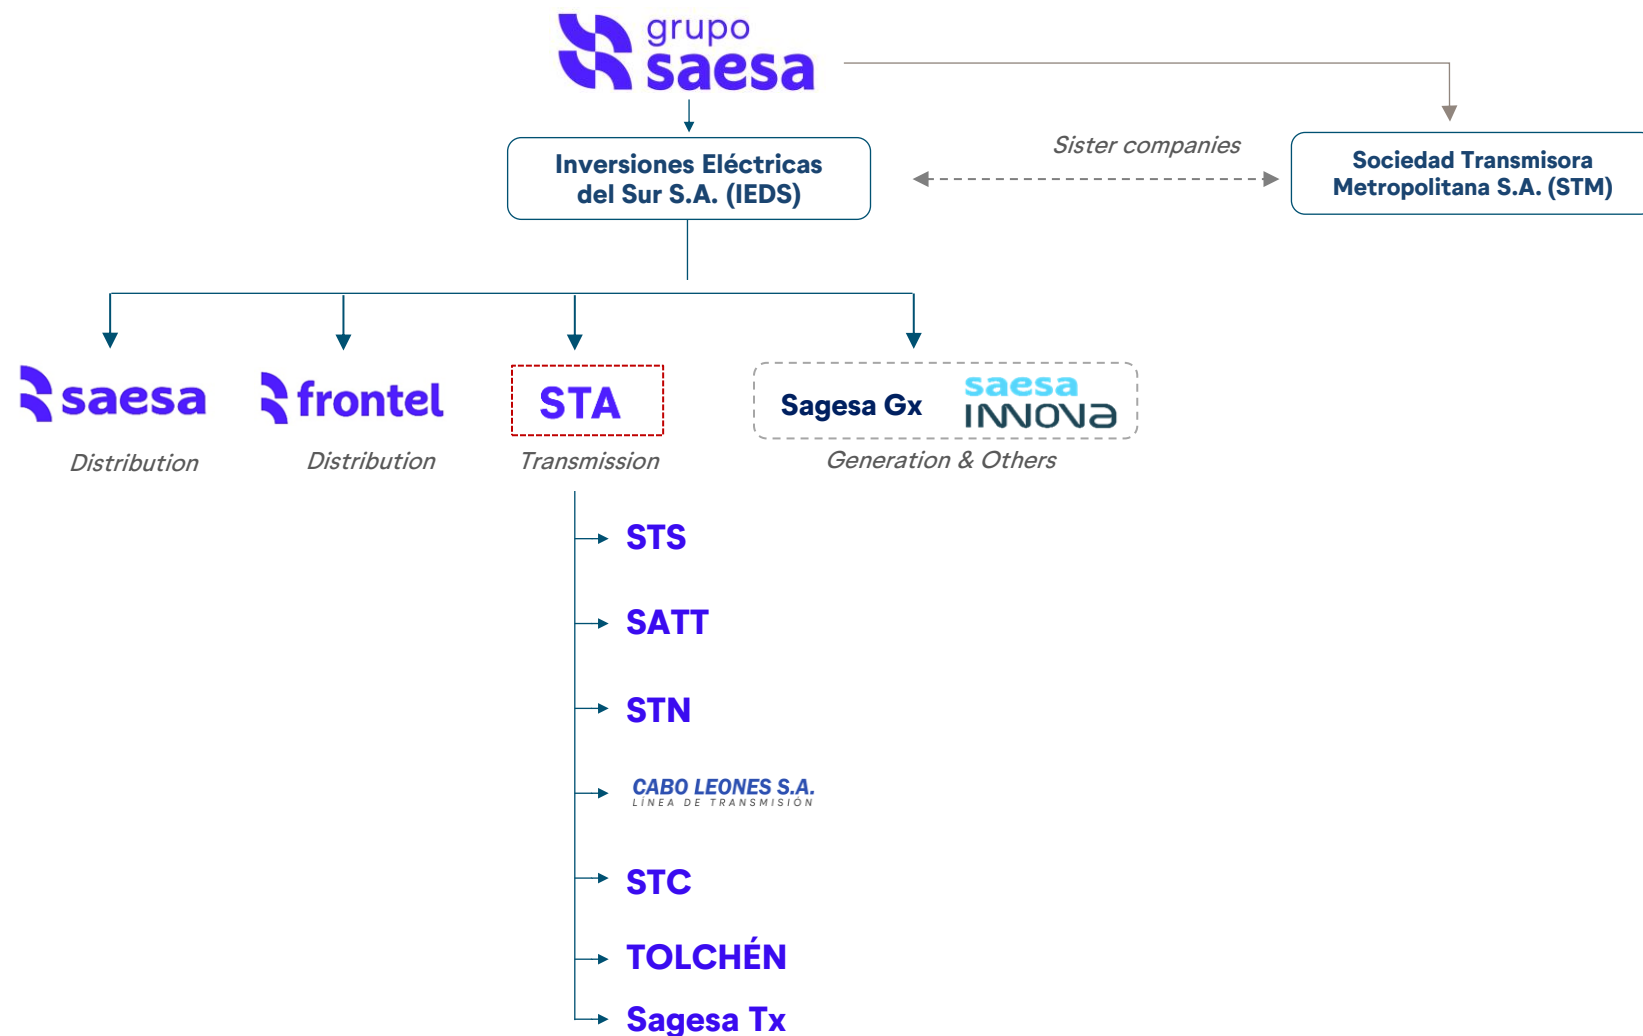 grupo
saesa
Inversiones Eléctricas
del Sur S.A. (IEDS)
Sister companies
Sociedad Transmisora
Metropolitana S.A. (STM)
saesa
Distribution
frontel
Distribution
STA
Transmission
Sagesa Gx
saesa
INNOVA
Generation & Others
STS
SATT
STN
CABO LEONES S.A.
LÍNEA DE TRANSMISIÓN
STC
TOLCHÉN
Sagesa Tx